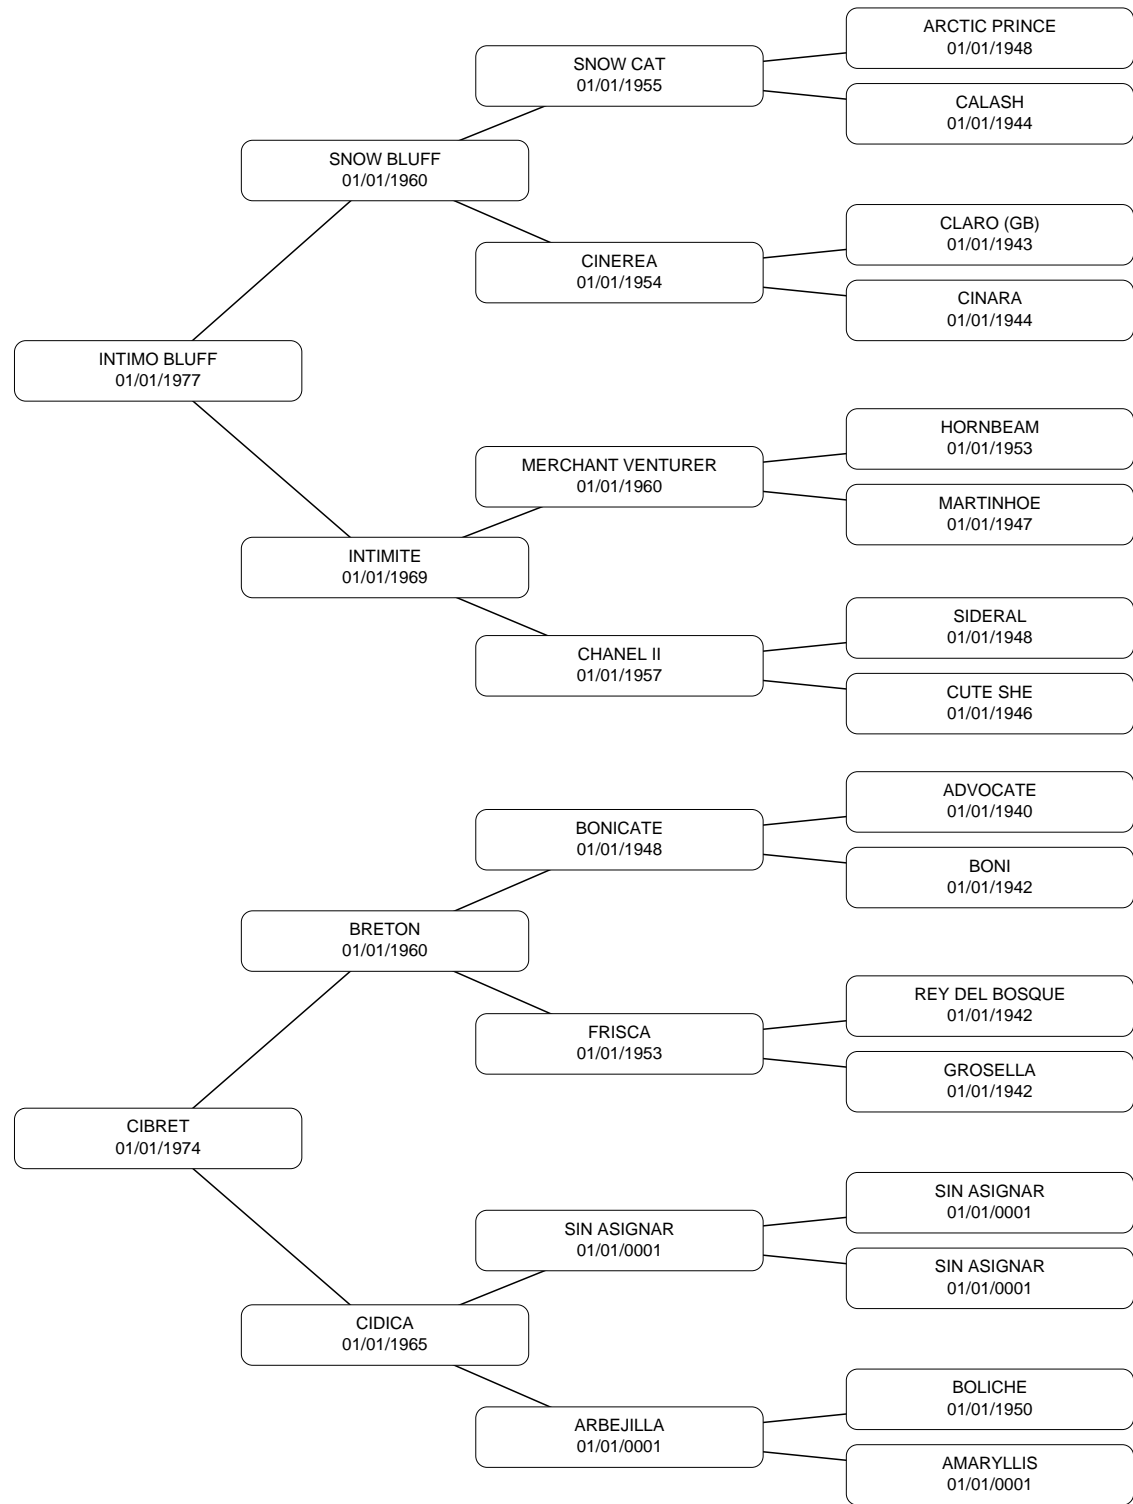 ARCTIC PRINCE
01/01/1948
SNOW CAT
01/01/1955
CALASH
01/01/1944
SNOW BLUFF
01/01/1960
CLARO (GB)
01/01/1943
CINEREA
01/01/1954
CINARA
01/01/1944
INTIMO BLUFF
01/01/1977
HORNBEAM
01/01/1953
MERCHANT VENTURER
01/01/1960
MARTINHOE
01/01/1947
INTIMITE
01/01/1969
SIDERAL
01/01/1948
CHANEL II
01/01/1957
CUTE SHE
01/01/1946
ADVOCATE
01/01/1940
BONICATE
01/01/1948
BONI
01/01/1942
BRETON
01/01/1960
REY DEL BOSQUE
01/01/1942
FRISCA
01/01/1953
GROSELLA
01/01/1942
CIBRET
01/01/1974
SIN ASIGNAR
01/01/0001
SIN ASIGNAR
01/01/0001
SIN ASIGNAR
01/01/0001
CIDICA
01/01/1965
BOLICHE
01/01/1950
ARBEJILLA
01/01/0001
AMARYLLIS
01/01/0001